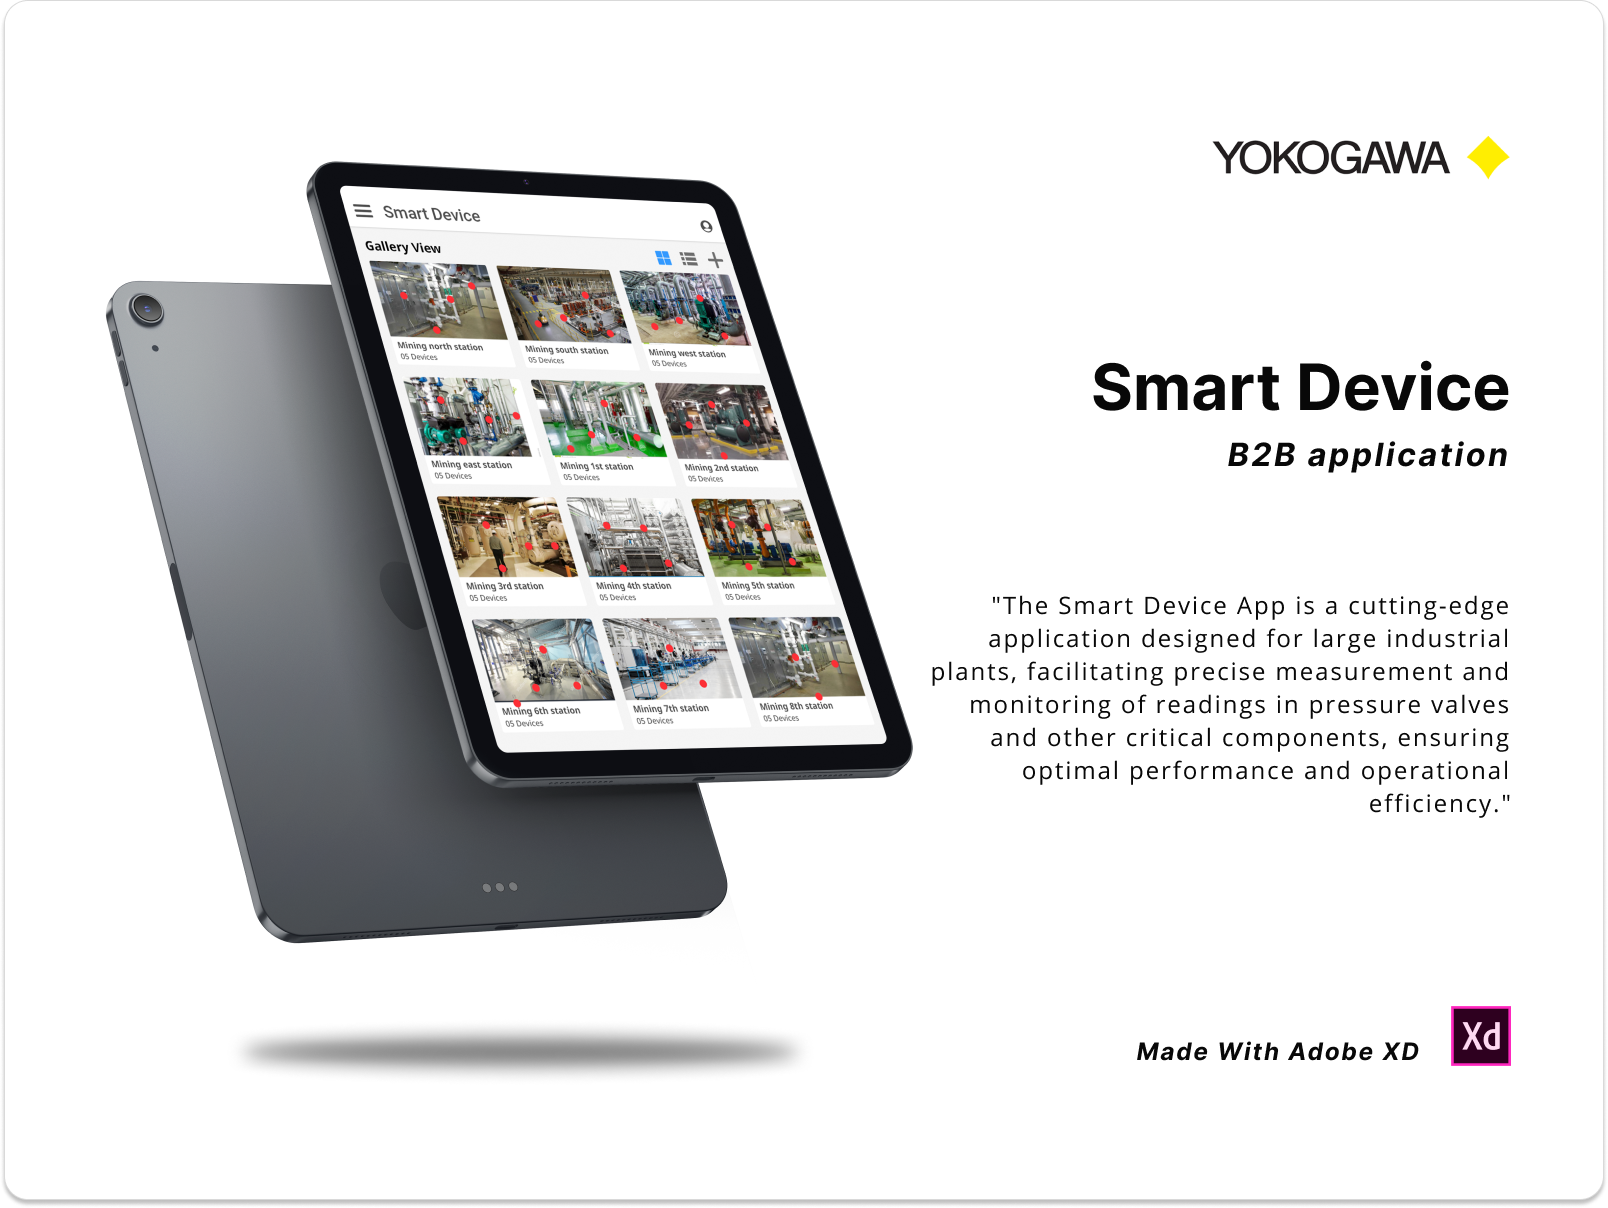 YOKOGAWA
Smart Device
Gallery View
Mining north station
05 Devices
Mining south station
05 Devices
Mining west station
05 Devices
Mining east station
05 Devices
Mining 1st station
05 Devices
Mining 2nd station
05 Devices
Mining 3rd station
05 Devices
Mining 4th station
05 Devices
Mining 5th station
05 Devices
Mining 6th station
05 Devices
Mining 7th station
05 Devices
Mining 8th station
05 Devices
Smart Device
B2B application
"The Smart Device App is a cutting-edge
application designed for large industrial
plants, facilitating precise measurement and
monitoring of readings in pressure valves
and other critical components, ensuring
optimal performance and operational
efficiency."
Made With Adobe XD
Xd